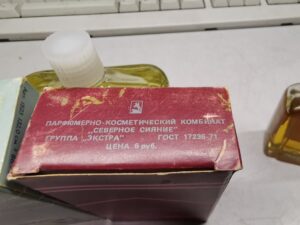 ПАРФЮМЕРНО-КОСМЕТИЧЕСКИЙ КОМБИНАТ
„СЕВЕРНОЕ СИЯНИЕ”
ГРУППА „ЭКСТРА” ГОСТ 17236-71
ЦЕНА 6 руб.